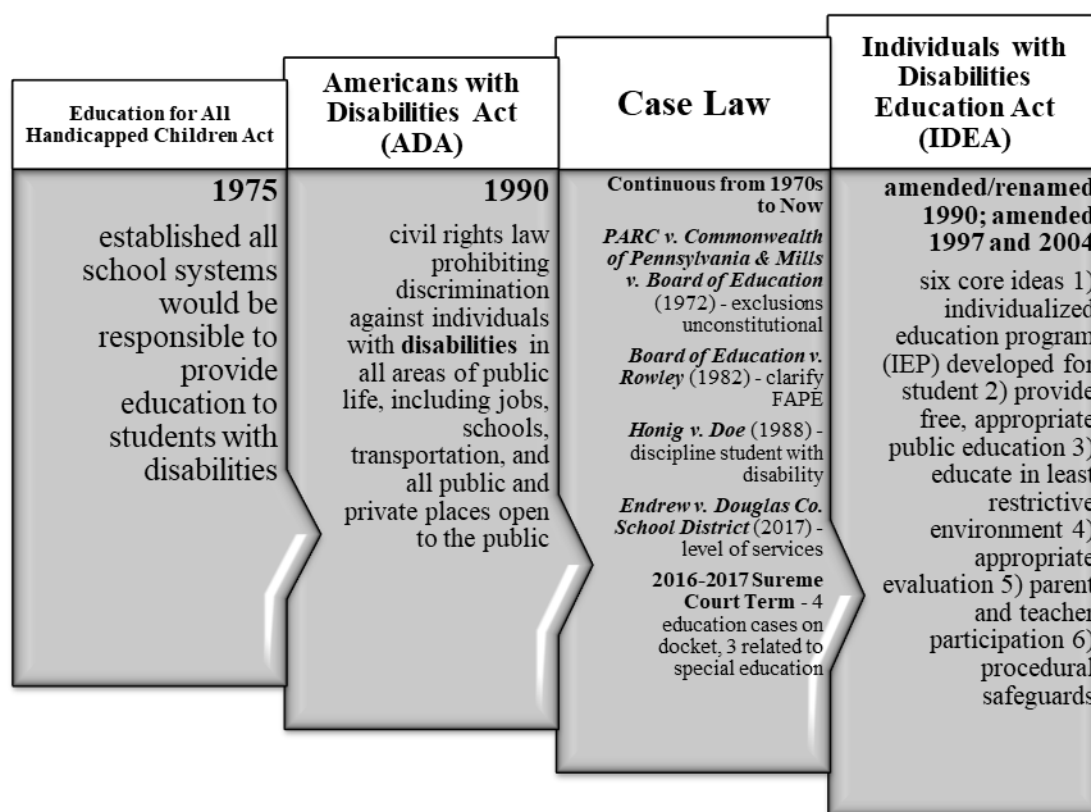 Education for All
Handicapped Children Act
1975
established all
school systems
would be
responsible to
provide
education to
students with
disabilities
Americans with
Disabilities Act
(ADA)
1990
civil rights law
prohibiting
discrimination
against individuals
with disabilities in
all areas of public
life, including jobs,
schools,
transportation, and
all public and
private places open
to the public
Case Law
Continuous from 1970s
to Now
PARC v. Commonwealth
of Pennsylvania & Mills
v. Board of Education
(1972) - exclusions
unconstitutional
Board of Education v.
Rowley (1982) - clarify
FAPE
Honig v. Doe (1988) -
discipline student with
disability
Endrew v. Douglas Co.
School District (2017) -
level of services
2016-2017 Sureme
Court Term - 4
education cases on
docket, 3 related to
special education
Individuals with
Disabilities
Education Act
(IDEA)
amended/renamed
1990; amended
1997 and 2004
six core ideas 1)
individualized
education program
(IEP) developed for
student 2) provide
free, appropriate
public education 3)
educate in least
restrictive
environment 4)
appropriate
evaluation 5) parent
and teacher
participation 6)
procedural
safeguards